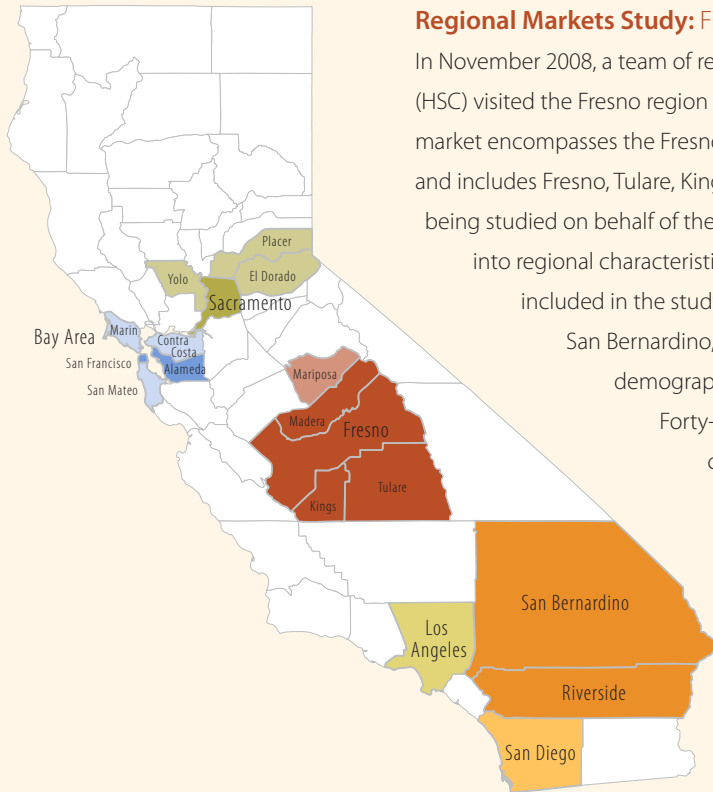 Regional Markets Study: F
In November 2008, a team of re
(HSC) visited the Fresno region
market encompasses the Fresno
and includes Fresno, Tulare, King
being studied on behalf of the
into regional characteristi
included in the stud
San Bernardino,
demograp
Forty-
Placer
Yolo
El Dorado
Sacramento
Bay Area
Marin
Contra
Costa
San Francisco
Alameda
San Mateo
Mariposa
Madera
Fresno
Kings
Tulare
San Bernardino
Los
Angeles
Riverside
San Diego